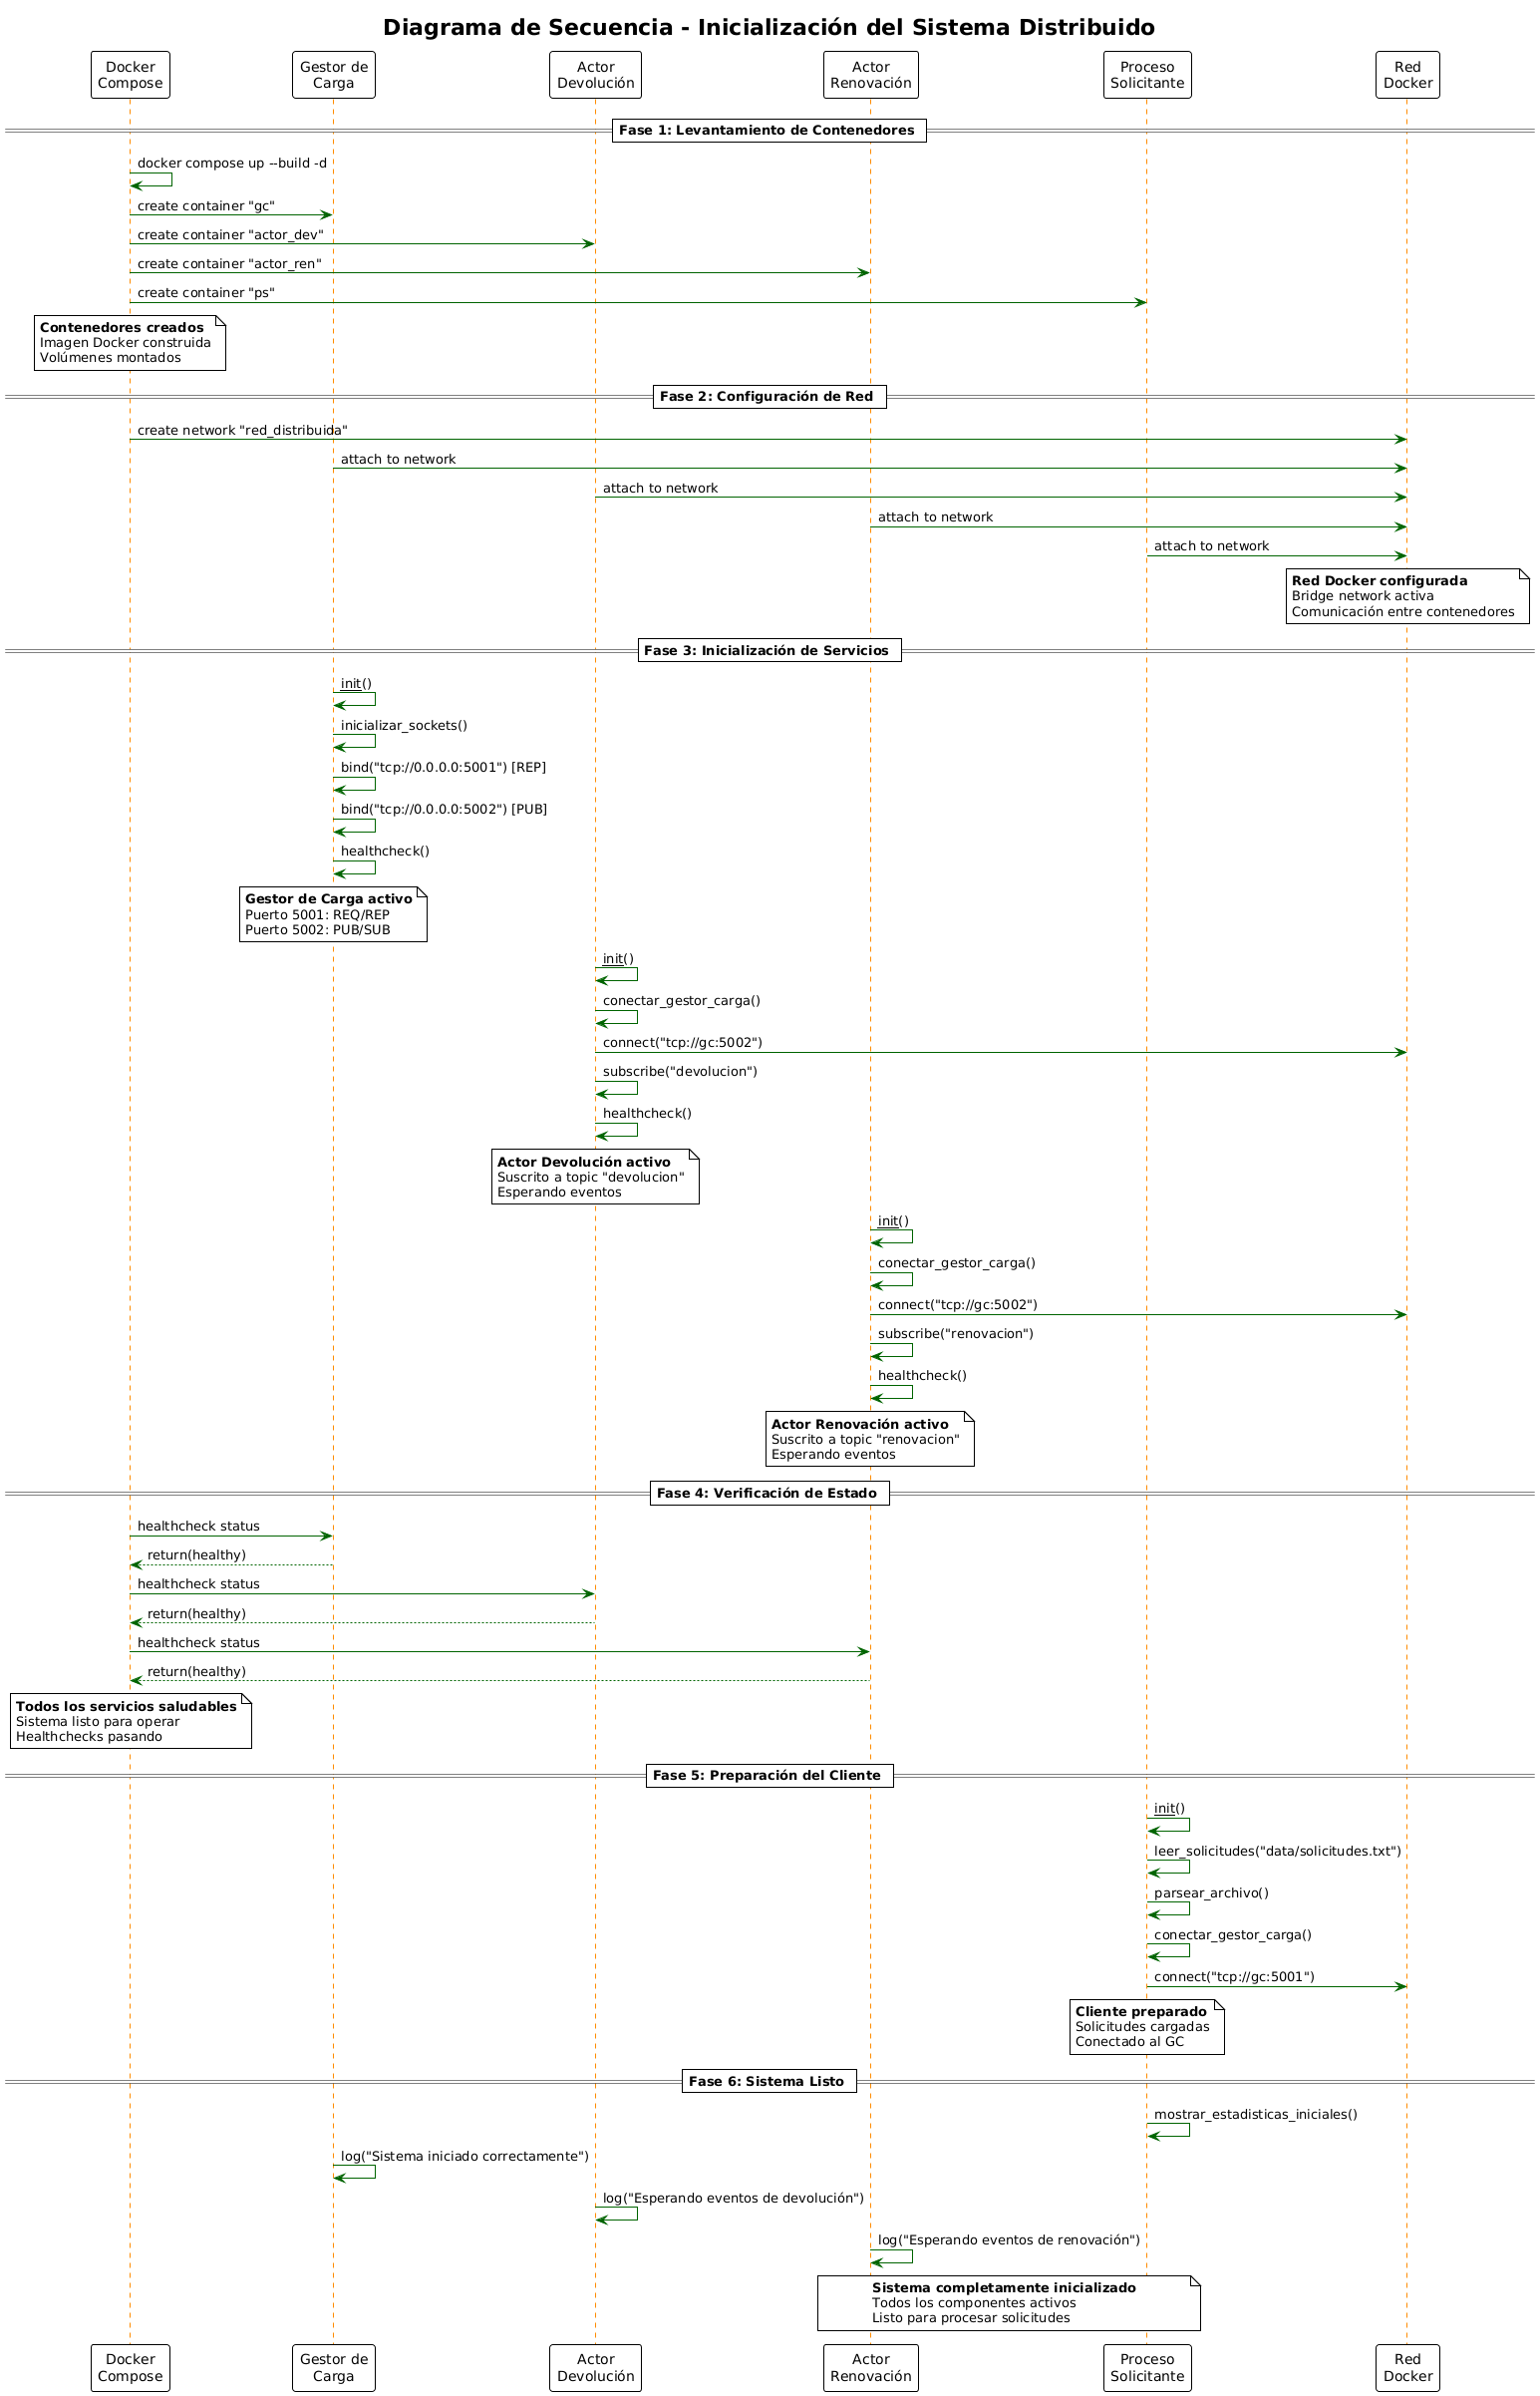 Diagrama de Secuencia - Inicialización del Sistema Distribuido
Docker
Compose
Gestor de
Carga
Actor
Devolución
Actor
Renovación
Proceso
Solicitante
Red
Docker
Fase 1: Levantamiento de Contenedores
docker compose up --build -d
create container "gc"
create container "actor_dev"
create container "actor_ren"
create container "ps"
Contenedores creados
Imagen Docker construida
Volúmenes montados
Fase 2: Configuración de Red
create network "red_distribuida"
attach to network
attach to network
attach to network
attach to network
Red Docker configurada
Bridge network activa
Comunicación entre contenedores
Fase 3: Inicialización de Servicios
init()
inicializar_sockets()
bind("tcp://0.0.0.0:5001") [REP]
bind("tcp://0.0.0.0:5002") [PUB]
healthcheck()
Gestor de Carga activo
Puerto 5001: REQ/REP
Puerto 5002: PUB/SUB
init()
conectar_gestor_carga()
connect("tcp://gc:5002")
subscribe("devolucion")
healthcheck()
Actor Devolución activo
Suscrito a topic "devolucion"
Esperando eventos
init()
conectar_gestor_carga()
connect("tcp://gc:5002")
subscribe("renovacion")
healthcheck()
Actor Renovación activo
Suscrito a topic "renovacion"
Esperando eventos
Fase 4: Verificación de Estado
healthcheck status
return(healthy)
healthcheck status
return(healthy)
healthcheck status
return(healthy)
Todos los servicios saludables
Sistema listo para operar
Healthchecks pasando
Fase 5: Preparación del Cliente
init()
leer_solicitudes("data/solicitudes.txt")
parsear_archivo()
conectar_gestor_carga()
connect("tcp://gc:5001")
Cliente preparado
Solicitudes cargadas
Conectado al GC
Fase 6: Sistema Listo
mostrar_estadisticas_iniciales()
log("Sistema iniciado correctamente")
log("Esperando eventos de devolución")
log("Esperando eventos de renovación")
Sistema completamente inicializado
Todos los componentes activos
Listo para procesar solicitudes
Docker
Compose
Gestor de
Carga
Actor
Devolución
Actor
Renovación
Proceso
Solicitante
Red
Docker